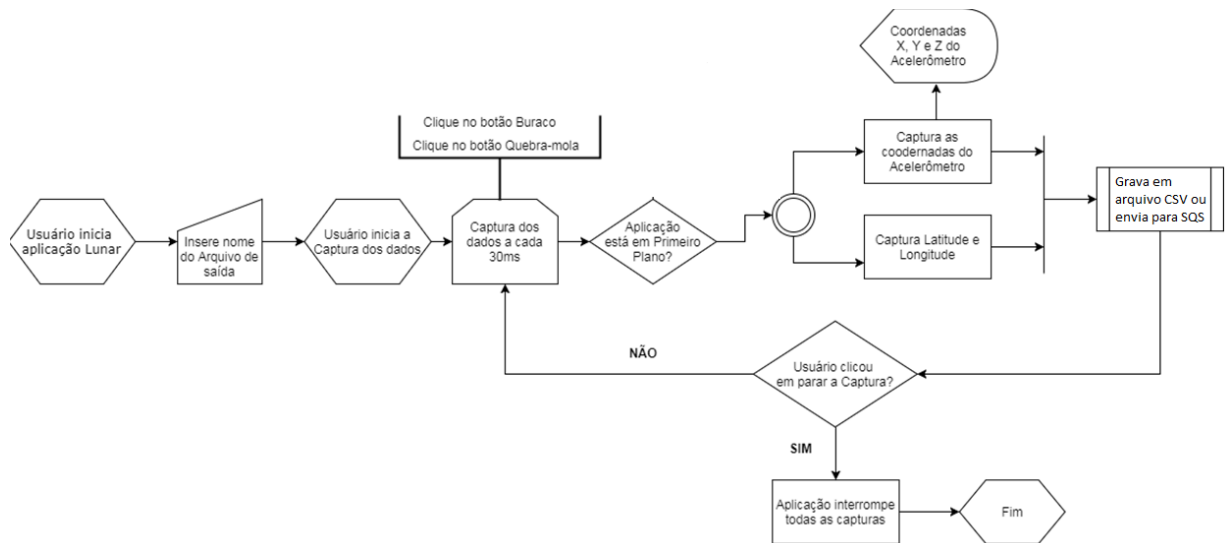 Coordenadas
X, Y e Z do
Acelerômetro
Clique no botão Buraco
Clique no botão Quebra-mola
Captura as
coodernadas do
Acelerômetro
Grava em
arquivo CSV ou
envia para SQS
Usuário inicia
aplicação Lunar
Insere nome
do Arquivo de
saída
Usuário inicia a
Captura dos dados
Captura dos
dados a cada
30ms
Aplicação
está em Primeiro
Plano?
Captura Latitude e
Longitude
NÃO
Usuário clicou
em parar a Captura?
SIM
Aplicação interrompe
todas as capturas
Fim